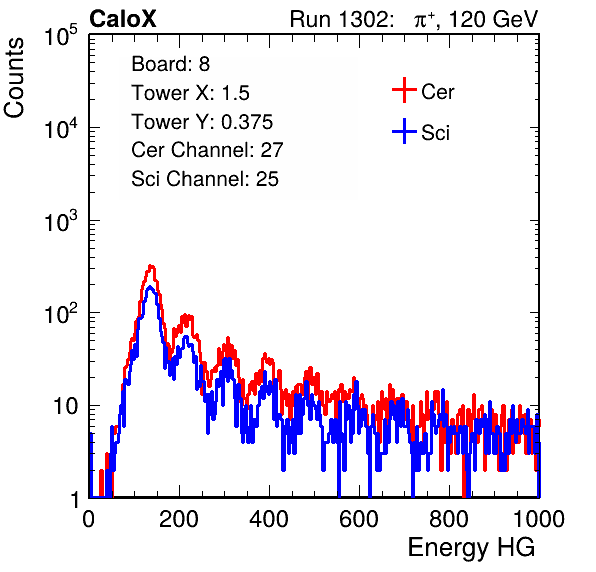 CaloX Run 1302: π⁺, 120 GeV
Counts
Board: 8
Tower X: 1.5
Tower Y: 0.375
Cer Channel: 27
Sci Channel: 25
Cer
Sci
10⁵
10⁴
10³
10²
10
1
0 200 400 600 800 1000
Energy HG